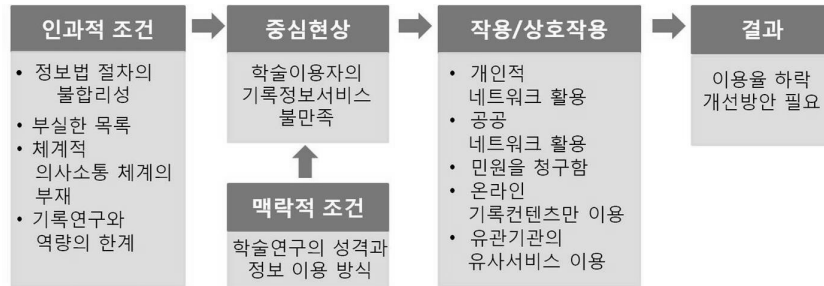 인과적 조건
• 정보법 절차의
불합리성
• 부실한 목록
• 체계적
의사소통 체계의
부재
• 기록연구와
역량의 한계
중심현상
학술이용자의
기록정보서비스
불만족
맥락적 조건
학술연구의 성격과
정보 이용 방식
작용/상호작용
• 개인적
네트워크 활용
• 공공
네트워크 활용
• 민원을 청구함
• 온라인
기록컨텐츠만 이용
• 유관기관의
유사서비스 이용
결과
이용율 하락
개선방안 필요